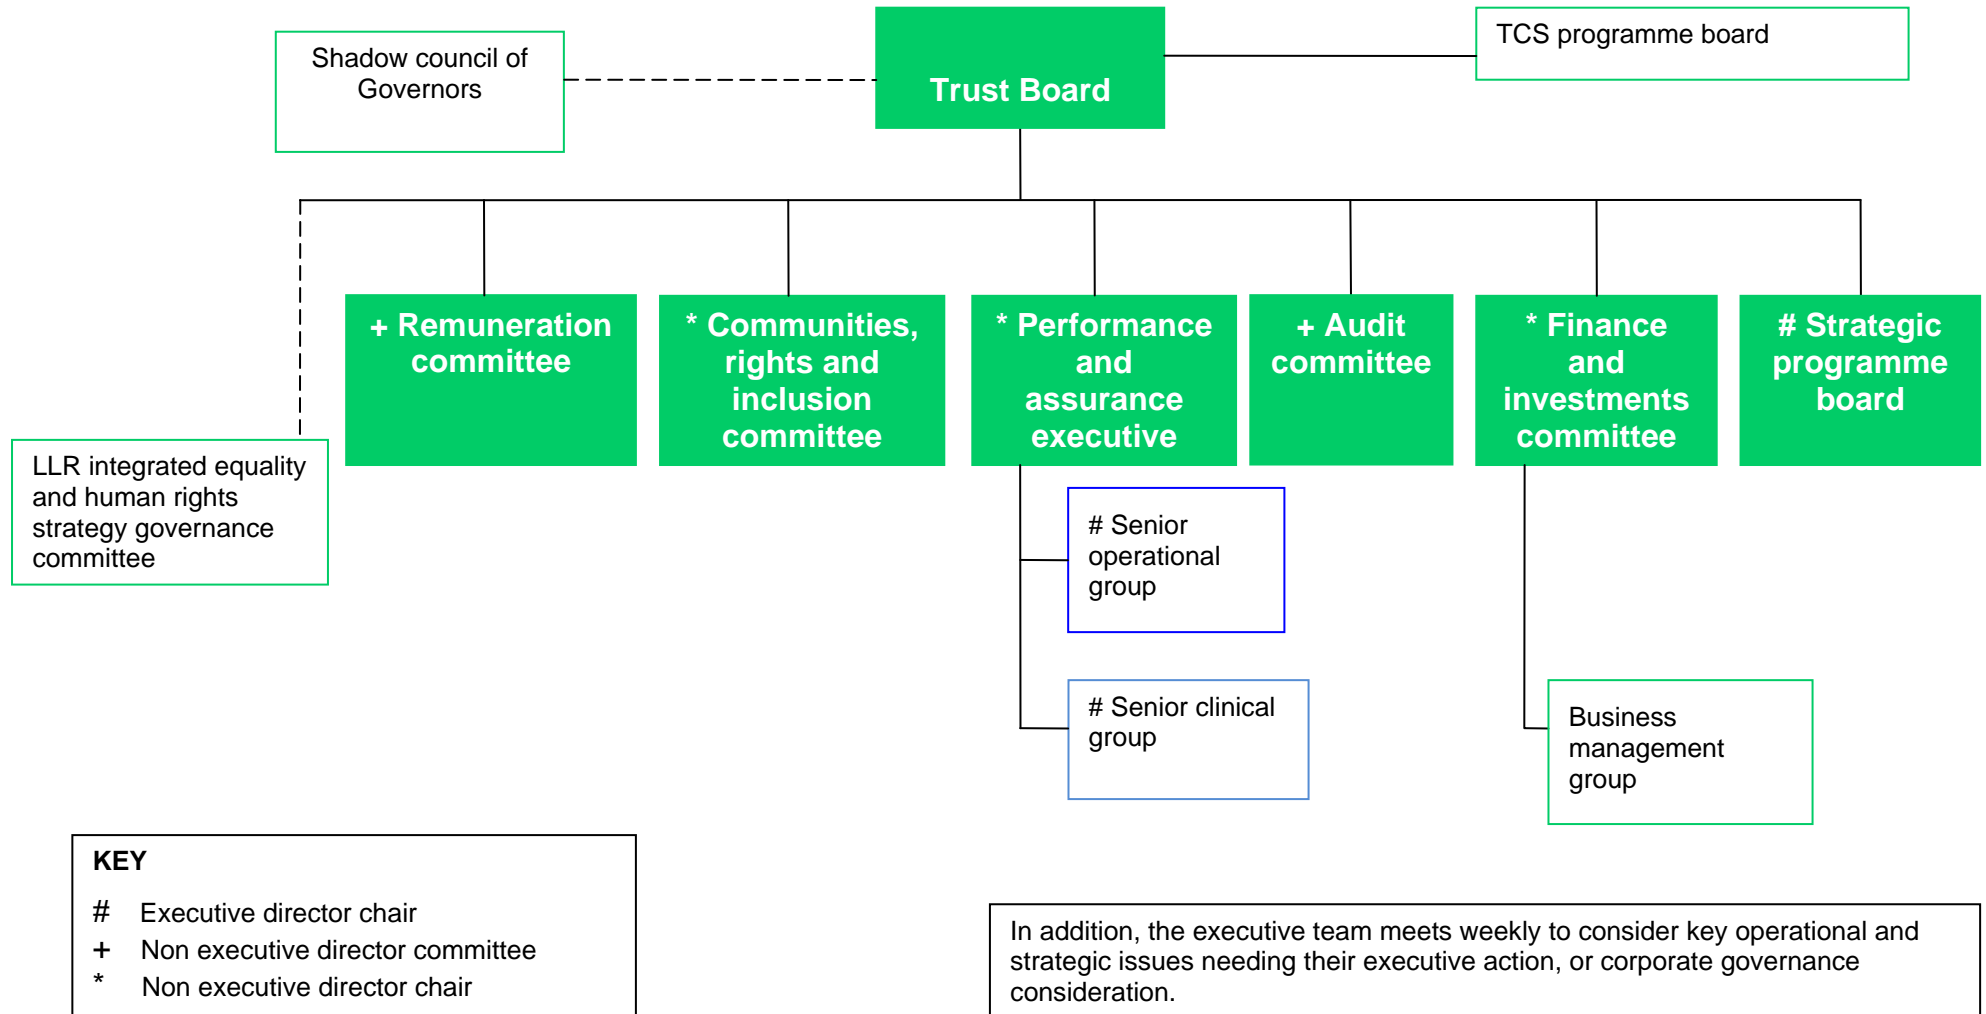 Shadow council of
Governors
Trust Board
TCS programme board
+ Remuneration
committee
* Communities,
rights and
inclusion
committee
* Performance
and
assurance
executive
+ Audit
committee
* Finance
and
investments
committee
# Strategic
programme
board
LLR integrated equality
and human rights
strategy governance
committee
# Senior
operational
group
# Senior clinical
group
Business
management
group
KEY
# Executive director chair
+ Non executive director committee
* Non executive director chair
In addition, the executive team meets weekly to consider key operational and
strategic issues needing their executive action, or corporate governance
consideration.